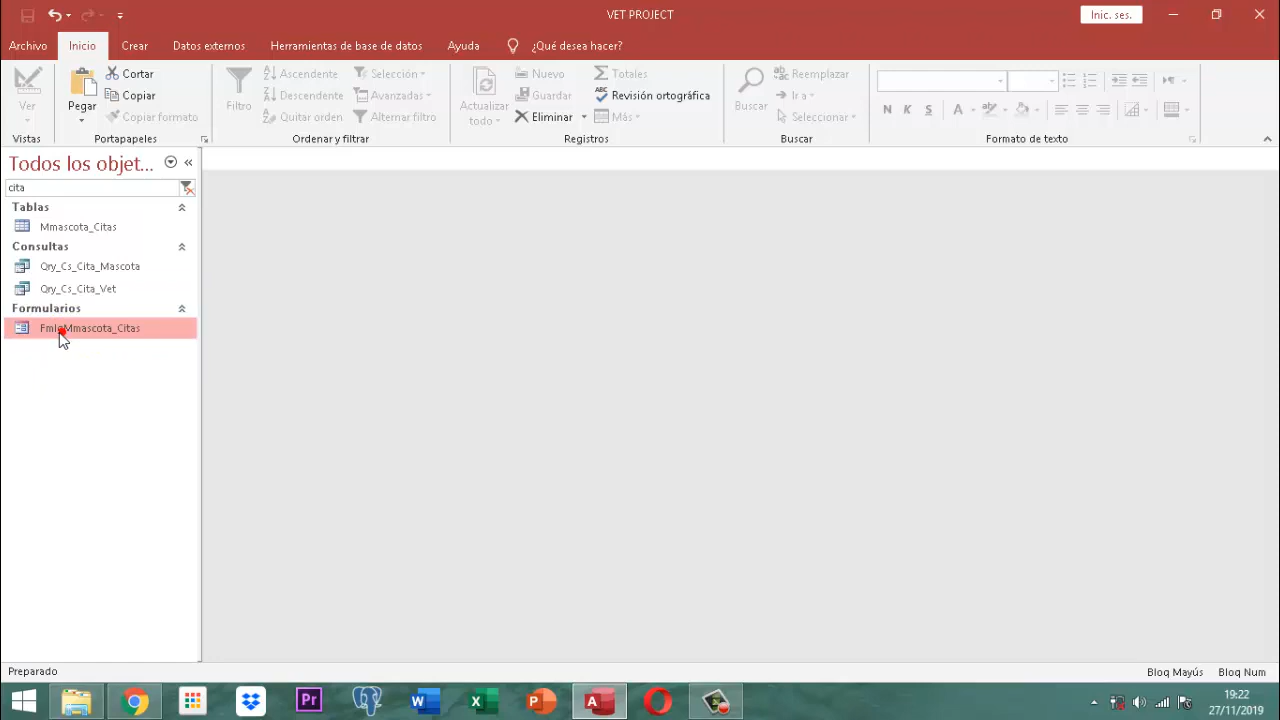 VET PROJECT
Inic. ses.
Archivo Inicio Crear Datos externos Herramientas de base de datos Ayuda ¿Qué desea hacer?
Ver
Pegar
Cortar
Copiar
Copiar formato
Filtro
Ascendente
Descendente
Quitar orden
Selección
Avanzadas
Actualizar todo
Nuevo
Guardar
Eliminar
Totales
Revisión ortográfica
Más
Buscar
Reemplazar
Ir a
Seleccionar
N K S A
Vistas Portapapeles Ordenar y filtrar Registros Buscar Formato de texto
Todos los objet...
cita
Tablas
Mmascota_Citas
Consultas
Qry_Cs_Cita_Mascota
Qry_Cs_Cita_Vet
Formularios
Mmascota_Citas
Preparado
Bloq Mayús Bloq Num
Pr W X P A
19:22
27/11/2019